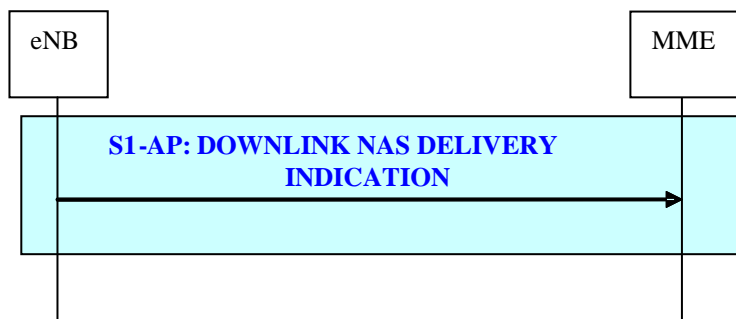 eNB
MME
S1-AP: DOWNLINK NAS DELIVERY
INDICATION